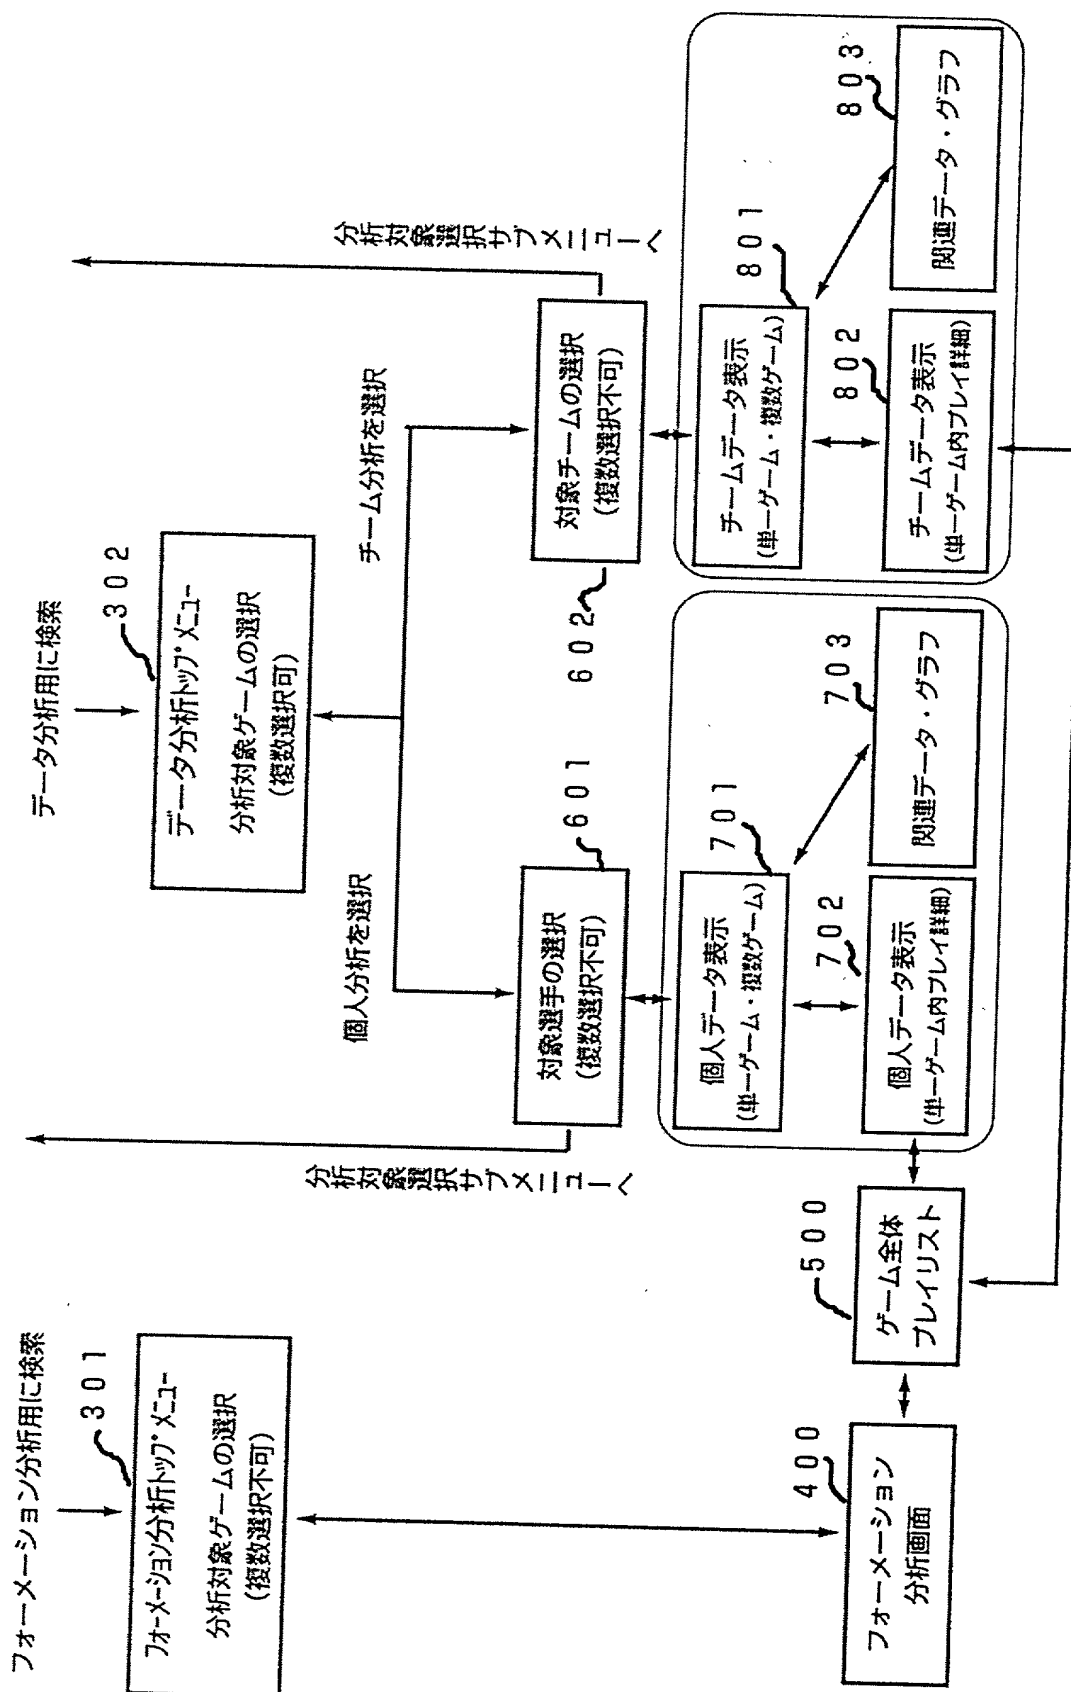 フォーメーション分析用に検索
301
フォーメーション分析トップメニュー
分析対象ゲームの選択
(複数選択不可)
データ分析用に検索
302
データ分析トップメニュー
分析対象ゲームの選択
(複数選択可)
個人分析を選択
チーム分析を選択
分析対象選択サブメニューへ
601
対象選手の選択
(複数選択不可)
602
対象チームの選択
(複数選択不可)
分析対象選択サブメニューへ
701
個人データ表示
(単一ゲーム・複数ゲーム)
702
個人データ表示
(単一ゲーム内プレイ詳細)
703
関連データ・グラフ
801
チームデータ表示
(単一ゲーム・複数ゲーム)
802
チームデータ表示
(単一ゲーム内プレイ詳細)
803
関連データ・グラフ
400
フォーメーション
分析画面
500
ゲーム全体
プレイリスト